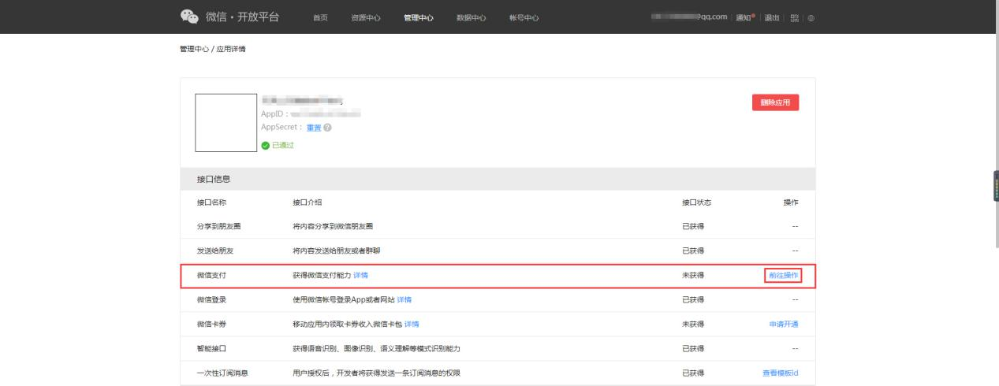 微信·开放平台 首页 资源中心 管理中心 数据中心 帐号中心 qq.com 通知 退出
管理中心 / 应用详情
删除应用
AppID：
AppSecret： 重置 ?
已通过
接口信息
接口名称 接口介绍 接口状态 操作
分享到朋友圈 将内容分享到微信朋友圈 已获得 --
发送给朋友 将内容发送给朋友或者群聊 已获得 --
微信支付 获得微信支付能力 详情 未获得 前往操作
微信登录 使用微信帐号登录App或者网站 详情 已获得 --
微信卡券 移动应用内领取卡券收入微信卡包 详情 未获得 申请开通
智能接口 获得语音识别、图像识别、语义理解等模式识别能力 已获得 --
一次性订阅消息 用户授权后，开发者将获得发送一条订阅消息的权限 已获得 查看模板id